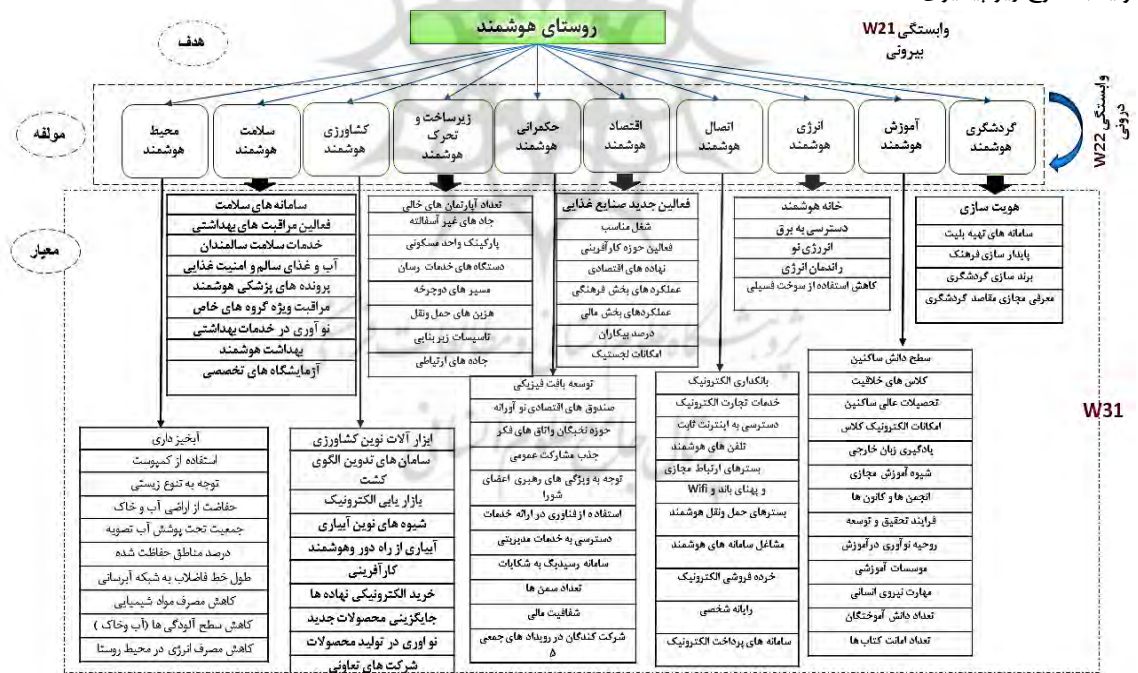 روستای هوشمند
هدف
وابستگی W21
بیرونی
وابستگی W22
درونی
مولفه
گردشگری
هوشمند
آموزش
هوشمند
انرژی
هوشمند
اتصال
هوشمند
اقتصاد
هوشمند
حکمرانی
هوشمند
زیرساخت و
تحرک
هوشمند
کشاورزی
هوشمند
سلامت
هوشمند
محیط
هوشمند
معیار
W31
هویت سازی
سامانه های تهیه بلیت
پایدار سازی فرهنگ
برند سازی گردشگری
معرفی مجازی مقاصد گردشگری
خانه هوشمند
دسترسی به برق
انررژی نو
راندمان انرژی
کاهش استفاده از سوخت فسیلی
فعالین جدید صنایع غذایی
شغل مناسب
فعالین حوزه کارآفرینی
نهاده های اقتصادی
عملکردهای بخش فرهنگی
عملکردهای بخش مالی
درصد بیکاران
امکانات لجستیک
تعداد آپارتمان های خالی
جاد های غیر آسفالته
پارکینگ واحد مسکونی
دستگاه های خدمات رسان
مسیر های دوچرخه
هزین های حمل ونقل
تاسیسات زیر بنایی
جاده های ارتباطی
سامانه های سلامت
فعالین مراقبت های بهداشتی
خدمات سلامت سالمندان
آب و غذای سالم و امنیت غذایی
پرونده های پزشکی هوشمند
مراقبت ویژه گروه های خاص
نو آوری در خدمات بهداشتی
بهداشت هوشمند
آزمایشگاه های تخصصی
سطح دانش ساکنین
کلاس های خلاقیت
تحصیلات عالی ساکنین
امکانات الکترونیک کلاس
یادگیری زبان خارجی
شیوه آموزش مجازی
انجمن ها و کانون ها
فرایند تحقیق و توسعه
روحیه نوآوری درآموزش
موسسات آموزشی
مهارت نیروی انسانی
تعداد دانش آموختگان
تعداد امانت کتاب ها
بانکداری الکترونیک
خدمات تجارت الکترونیک
دسترسی به اینترنت ثابت
تلفن های هوشمند
بسترهای ارتباط مجازی
و پهنای باند و Wifi
بسترهای حمل ونقل هوشمند
مشاغل سامانه های هوشمند
خرده فروشی الکترونیک
رایانه شخصی
سامانه های پرداخت الکترونیک
توسعه بافت فیزیکی
صندوق های اقتصادی نو آورانه
حوزه نخبگان واتاق های فکر
جذب مشارکت عمومی
توجه به ویژگی های رهبری اعضای
شورا
استفاده از فناوری در ارائه خدمات
دسترسی به خدمات مدیریتی
سامانه رسیدیگ به شکایات
تعداد سمن ها
شفافیت مالی
شرکت کندگان در رویداد های جمعی
۵
ابزار آلات نوین کشاورزی
سامان های تدوین الگوی
کشت
بازار یابی الکترونیک
شیوه های نوین آبیاری
آبیاری از راه دور وهوشمند
کارآفرینی
خرید الکترونیکی نهاده ها
جایگزینی محصولات جدید
نو اوری در تولید محصولات
شرکت های تعاونی
آبخیز داری
استفاده از کمپوست
توجه به تنوع زیستی
حفاضت از اراضی آب و خاک
جمعیت تحت پوشش آب تصویه
درصد مناطق حفاظت شده
طول خط فاضلاب به شبکه آبرسانی
کاهش مصرف مواد شیمیایی
کاهش سطح آلودگی ها (آب وخاک )
کاهش مصرف انرژی در محیط روستا